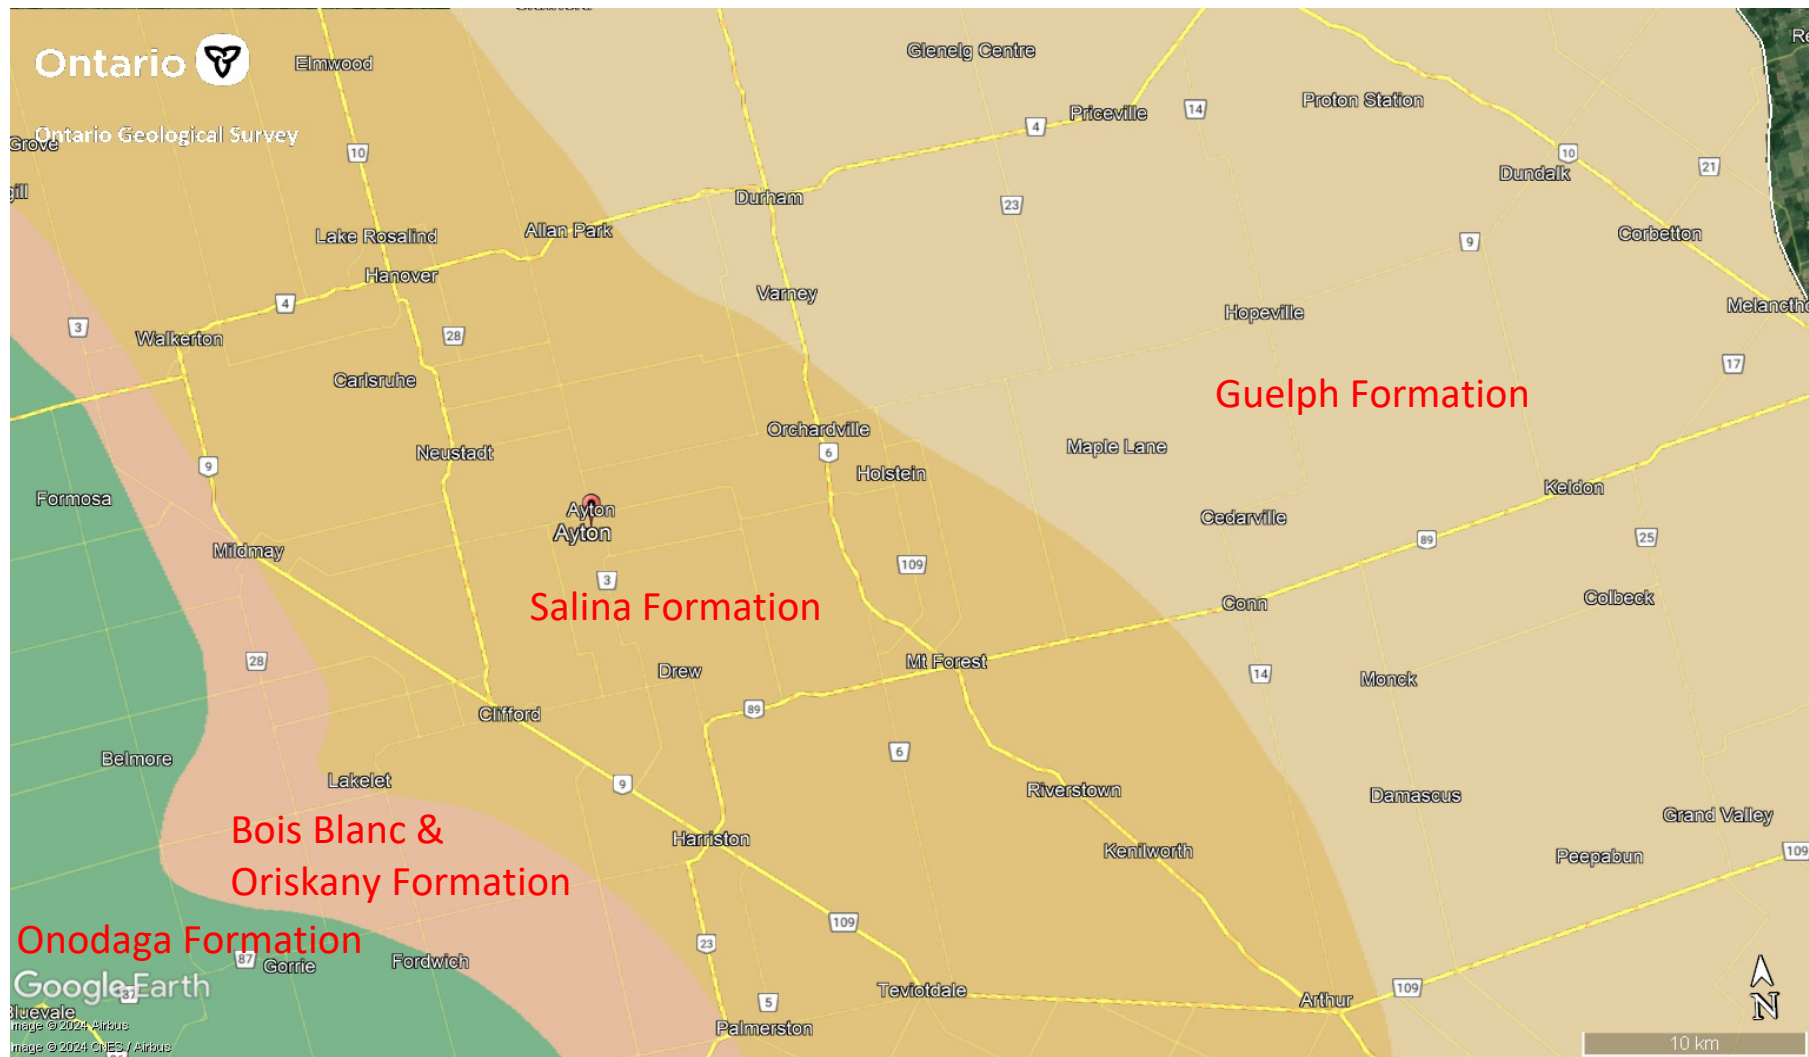 Ontario
Ontario Geological Survey
Elmwood
Glenelg Centre
Priceville
14
Proton Station
4
Grove
10
10
Dundalk
21
Durham
23
Lake Rosalind
Allan Park
Corbetton
9
Hanover
Varney
4
Hopeville
Melanctho
3
Walkerton
28
17
Carlsruhe
Guelph Formation
Orchardville
Maple Lane
Neustadt
6
9
Holstein
Formosa
Keldon
Ayton
Ayton
Cedarville
Mildmay
89
25
109
3
Salina Formation
Conn
Colbeck
28
Drew
Mt Forest
14
Monck
Clifford
89
Belmore
6
Lakelet
9
Riverstown
Damascus
Grand Valley
Bois Blanc &
Oriskany Formation
Harriston
Kenilworth
Peepabun
109
109
Onodaga Formation
23
87
Gorrie
Fordwich
Google Earth
87
Teviotdale
109
5
Arthur
N
Bluevale
Image © 2024 Airbus
Palmerston
Image © 2024 CNES / Airbus
10 km